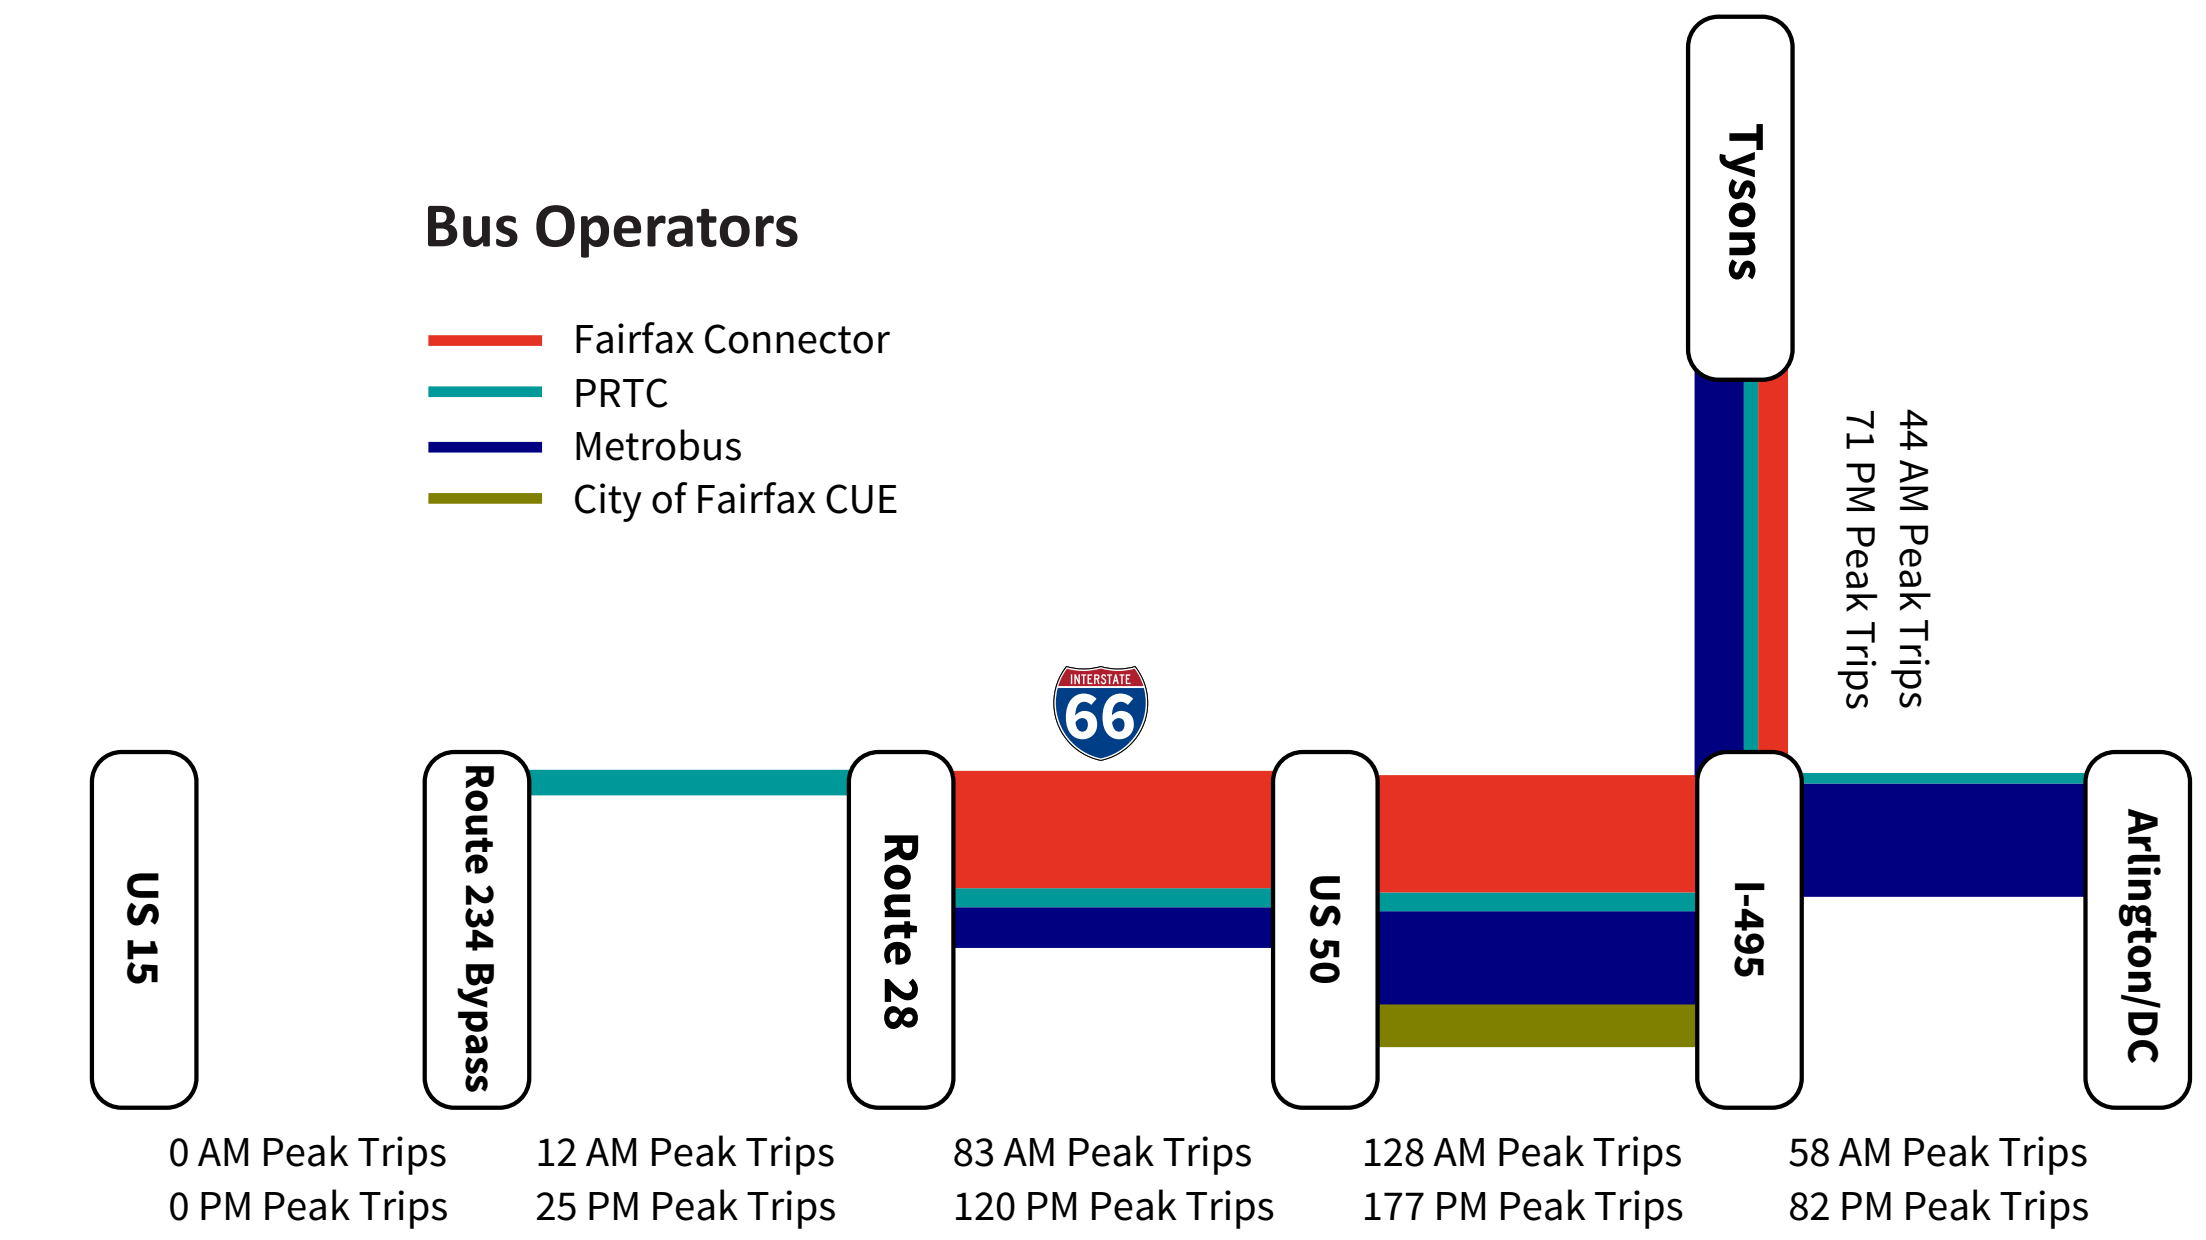 Tysons
Bus Operators
Fairfax Connector
PRTC
Metrobus
City of Fairfax CUE
44 AM Peak Trips
71 PM Peak Trips
INTERSTATE
66
US 15
Route 234 Bypass
Route 28
US 50
I-495
Arlington/DC
0 AM Peak Trips
0 PM Peak Trips
12 AM Peak Trips
25 PM Peak Trips
83 AM Peak Trips
120 PM Peak Trips
128 AM Peak Trips
177 PM Peak Trips
58 AM Peak Trips
82 PM Peak Trips